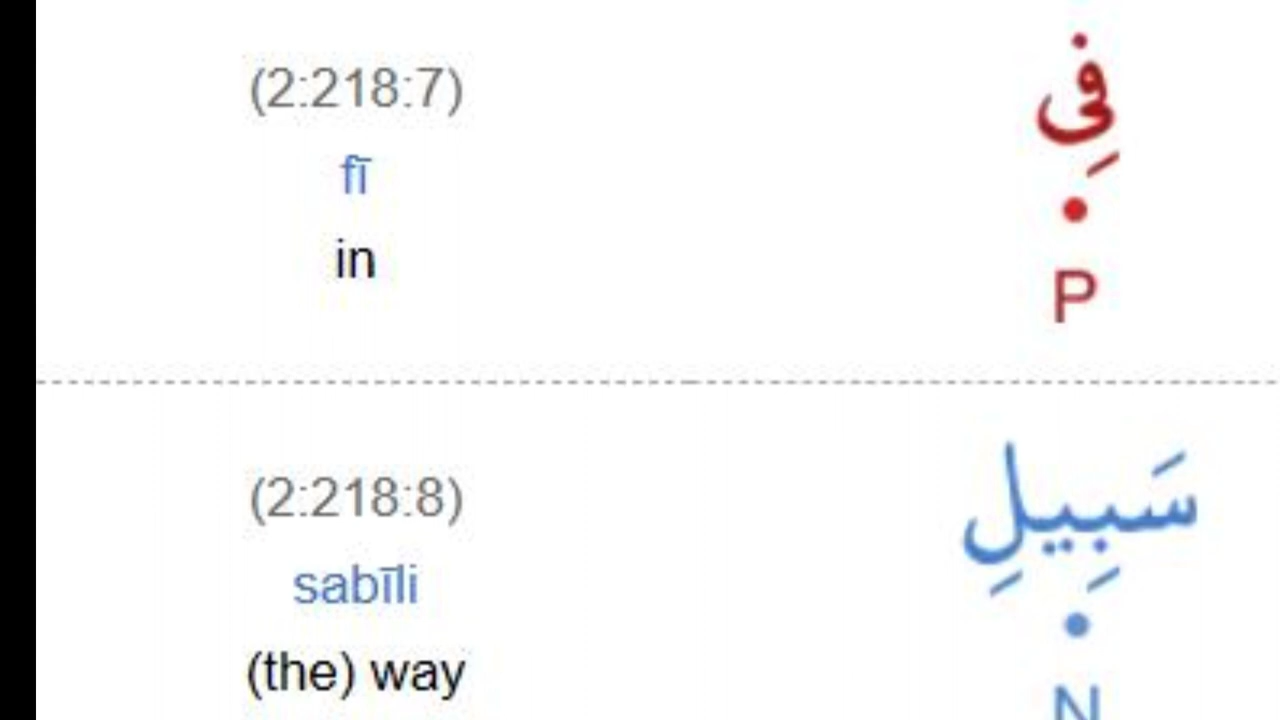 (2:218:7)
fī
in
فِي
P
(2:218:8)
sabīli
(the) way
سَبِيلِ
N